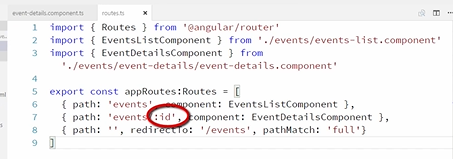 event-details.component.ts routes.ts
1 import { Routes } from '@angular/router'
2 import { EventsListComponent } from './events/events-list.component'
3 import { EventDetailsComponent } from
'./events/event-details/event-details.component'
4
5 export const appRoutes:Routes = [
6 { path: 'events', component: EventsListComponent },
7 { path: 'events/:id', component: EventDetailsComponent },
8 { path: '', redirectTo: '/events', pathMatch: 'full'}
9 ]